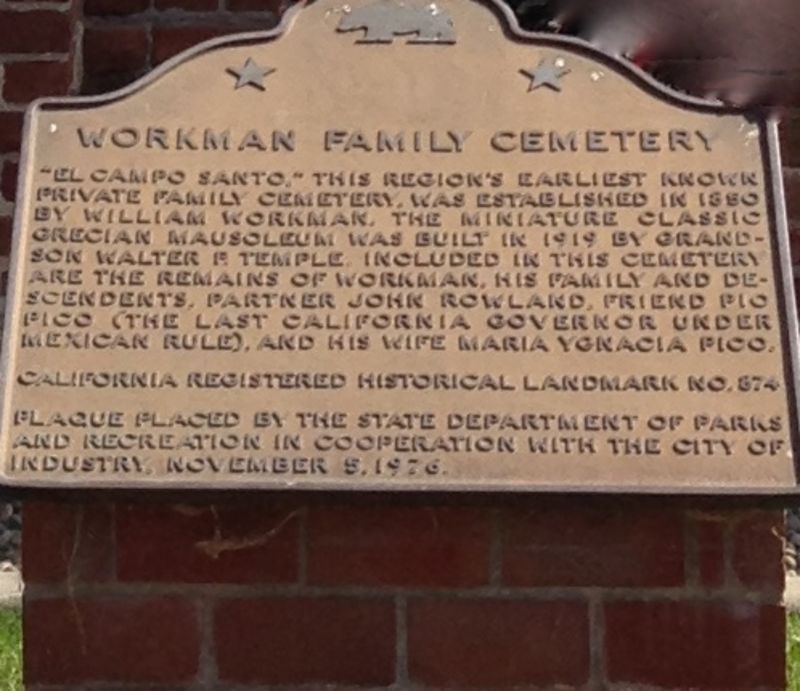 WORKMAN FAMILY CEMETERY
"EL CAMPO SANTO," THIS REGION'S EARLIEST KNOWN
PRIVATE FAMILY CEMETERY, WAS ESTABLISHED IN 1850
BY WILLIAM WORKMAN. THE MINIATURE CLASSIC
GRECIAN MAUSOLEUM WAS BUILT IN 1919 BY GRAND-
SON WALTER P. TEMPLE. INCLUDED IN THIS CEMETERY
ARE THE REMAINS OF WORKMAN, HIS FAMILY AND DE-
SCENDENTS, PARTNER JOHN ROWLAND, FRIEND PIO
PICO (THE LAST CALIFORNIA GOVERNOR UNDER
MEXICAN RULE), AND HIS WIFE MARIA YGNACIA PICO.
CALIFORNIA REGISTERED HISTORICAL LANDMARK NO. 874
PLAQUE PLACED BY THE STATE DEPARTMENT OF PARKS
AND RECREATION IN COOPERATION WITH THE CITY OF
INDUSTRY, NOVEMBER 5, 1976.